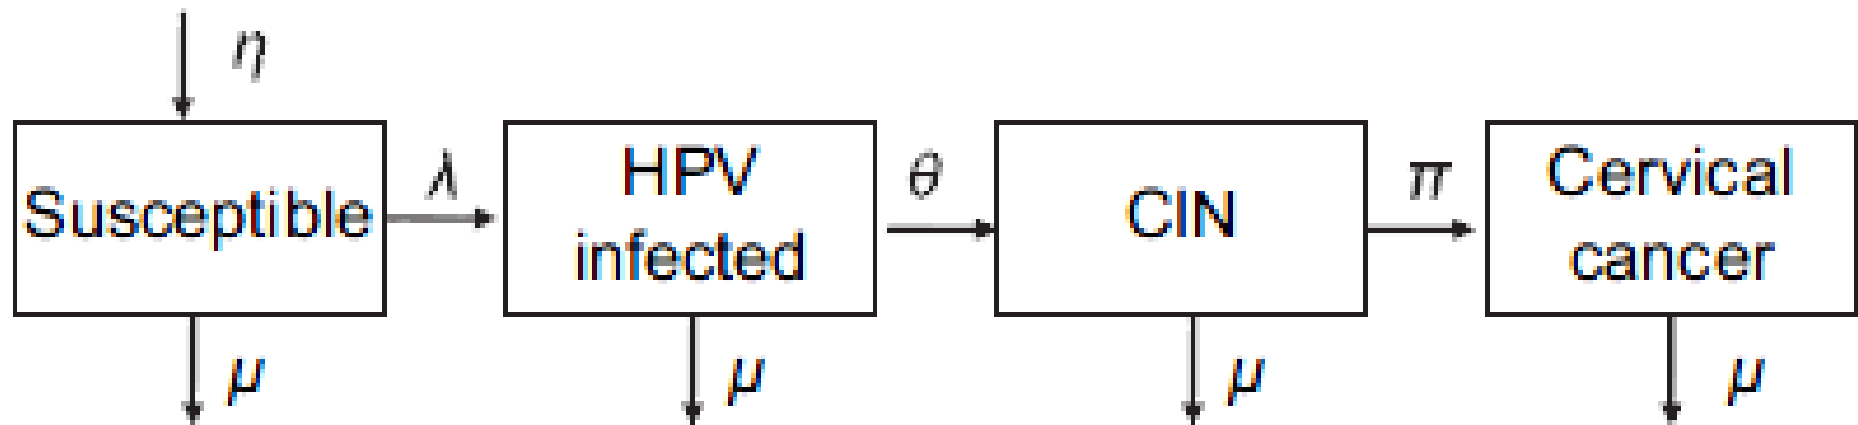 η
Susceptible
λ
HPV
infected
θ
CIN
π
Cervical
cancer
μ
μ
μ
μ